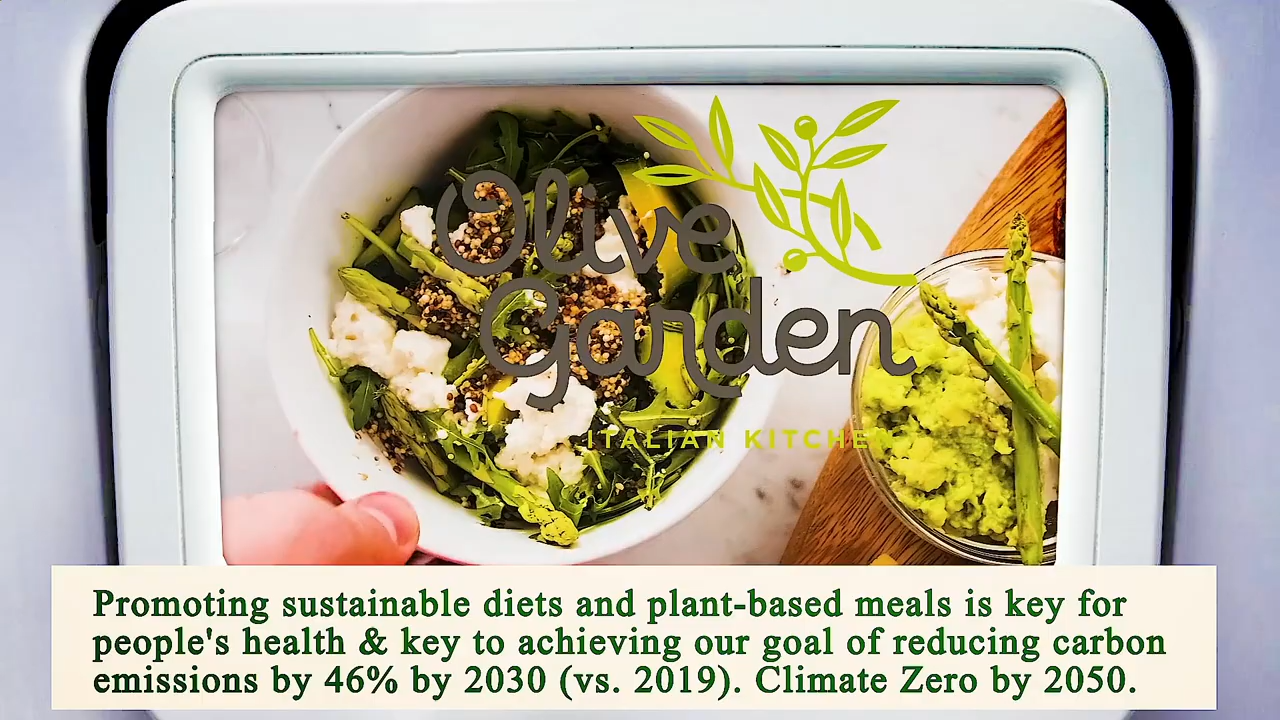 Olive
Garden
ITALIAN KITCHEN
Promoting sustainable diets and plant-based meals is key for
people's health & key to achieving our goal of reducing carbon
emissions by 46% by 2030 (vs. 2019). Climate Zero by 2050.